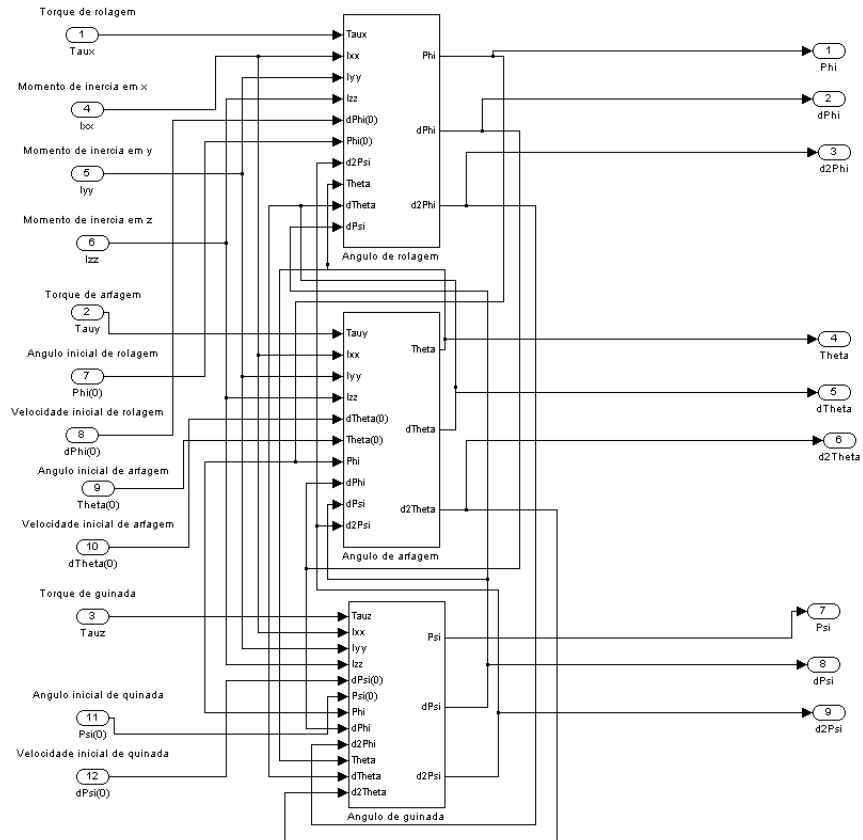 Torque de rolagem
1
Taux
Momento de inercia em x
4
Ixx
Momento de inercia em y
5
Iyy
Momento de inercia em z
6
Izz
Torque de arfagem
2
Tauy
Angulo inicial de rolagem
7
Phi(0)
Velocidade inicial de rolagem
8
dPhi(0)
Angulo inicial de arfagem
9
Theta(0)
Velocidade inicial de arfagem
10
dTheta(0)
Torque de guinada
3
Tauz
Angulo inicial de guinada
11
Psi(0)
Velocidade inicial de guinada
12
dPsi(0)
Taux
Ixx
Iyy
Izz
dPhi(0)
Phi(0)
d2Psi
Theta
dTheta
dPsi
Phi
dPhi
d2Phi
Angulo de rolagem
Tauy
Ixx
Iyy
Izz
dTheta(0)
Theta(0)
Phi
dPhi
dPsi
d2Psi
Theta
dTheta
d2Theta
Angulo de arfagem
Tauz
Ixx
Iyy
Izz
dPsi(0)
Psi(0)
Phi
dPhi
d2Phi
Theta
dTheta
d2Theta
Psi
dPsi
d2Psi
Angulo de guinada
1
Phi
2
dPhi
3
d2Phi
4
Theta
5
dTheta
6
d2Theta
7
Psi
8
dPsi
9
d2Psi